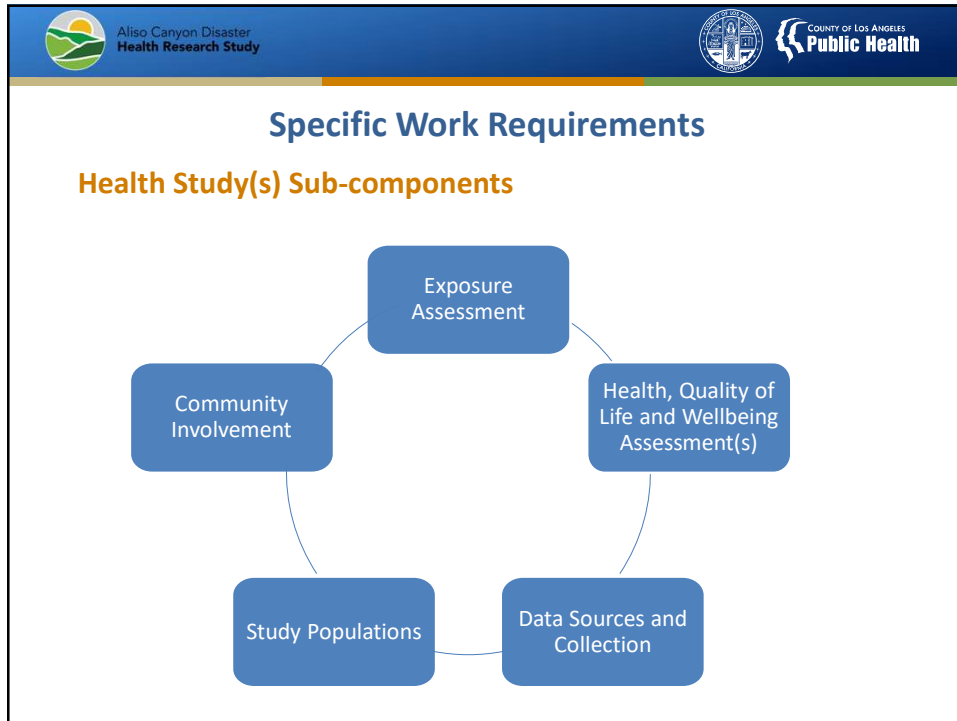 Aliso Canyon Disaster
Health Research Study
COUNTY OF LOS ANGELES
Public Health
Specific Work Requirements
Health Study(s) Sub-components
Exposure
Assessment
Health, Quality of
Life and Wellbeing
Assessment(s)
Community
Involvement
Data Sources and
Collection
Study Populations